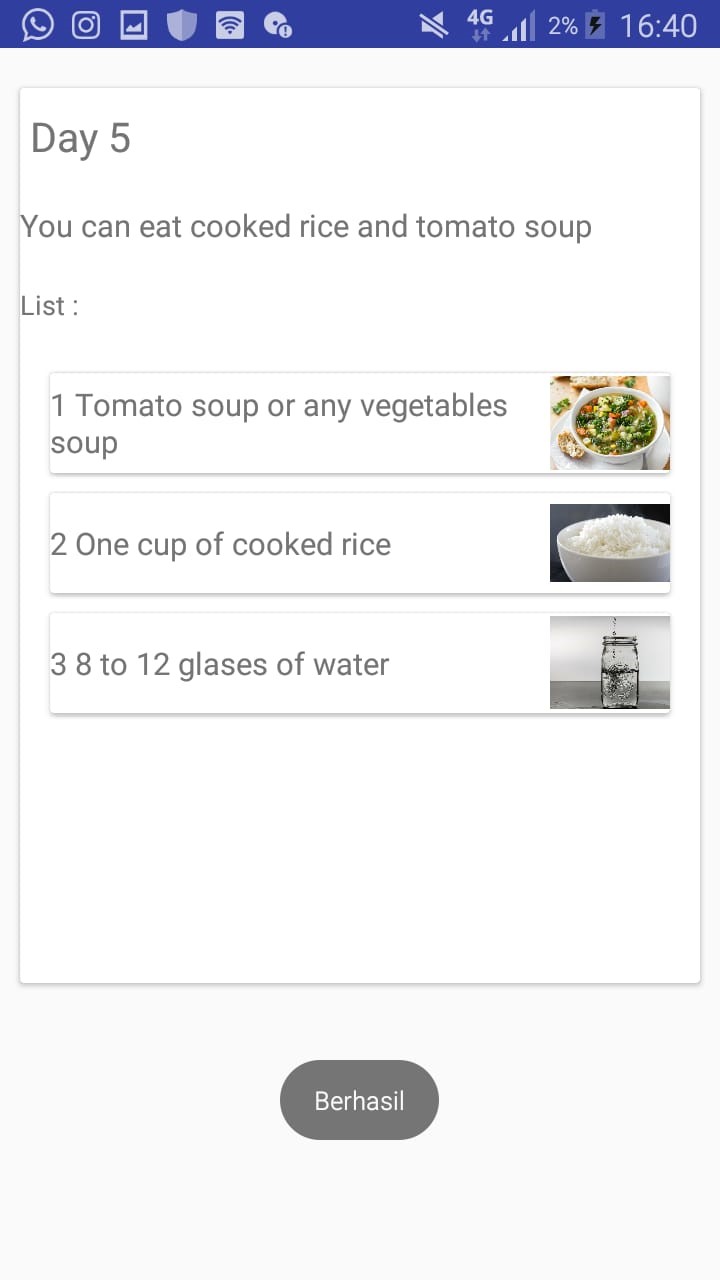 4G 2% 16:40
Day 5
You can eat cooked rice and tomato soup
List :
1 Tomato soup or any vegetables
soup
2 One cup of cooked rice
3 8 to 12 glases of water
Berhasil